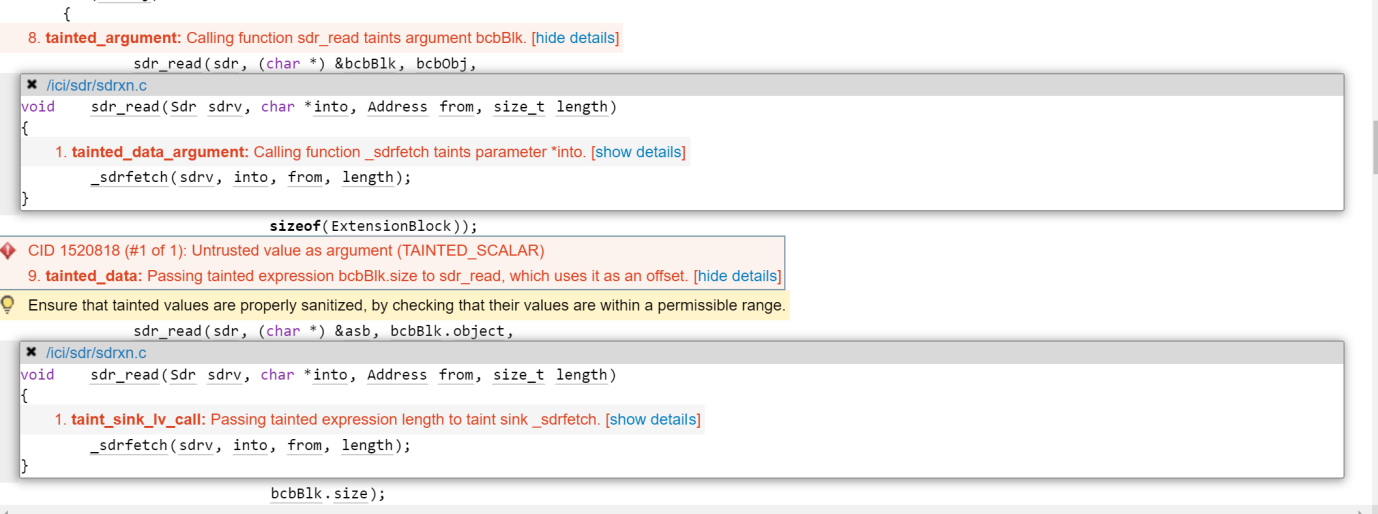 {
8. tainted_argument: Calling function sdr_read taints argument bcbBlk. [hide details]
sdr_read(sdr, (char *) &bcbBlk, bcbObj,
✖ /ici/sdr/sdrxn.c
void sdr_read(Sdr sdrv, char *into, Address from, size_t length)
{
1. tainted_data_argument: Calling function _sdrfetch taints parameter *into. [show details]
_sdrfetch(sdrv, into, from, length);
}
sizeof(ExtensionBlock));
CID 1520818 (#1 of 1): Untrusted value as argument (TAINTED_SCALAR)
9. tainted_data: Passing tainted expression bcbBlk.size to sdr_read, which uses it as an offset. [hide details]
Ensure that tainted values are properly sanitized, by checking that their values are within a permissible range.
sdr_read(sdr, (char *) &asb, bcbBlk.object,
✖ /ici/sdr/sdrxn.c
void sdr_read(Sdr sdrv, char *into, Address from, size_t length)
{
1. taint_sink_lv_call: Passing tainted expression length to taint sink _sdrfetch. [show details]
_sdrfetch(sdrv, into, from, length);
}
bcbBlk.size);